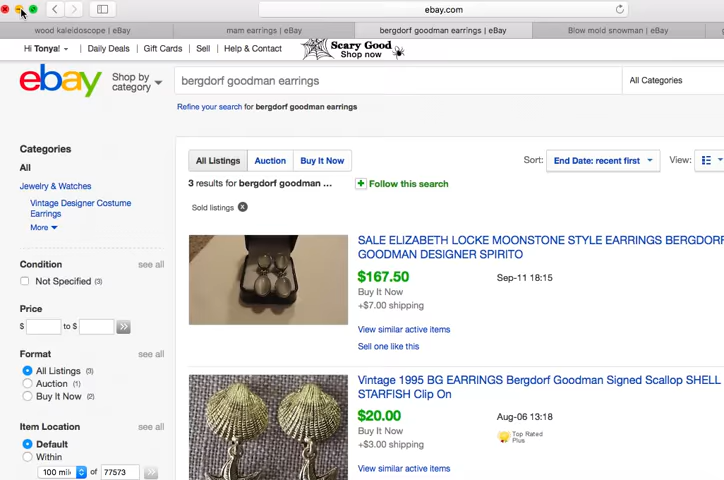 ebay.com
wood kaleidoscope | eBay
mam earrings | eBay
bergdorf goodman earrings | eBay
Blow mold snowman | eBay
Hi Tonya!
Daily Deals
Gift Cards
Sell
Help & Contact
Scary Good
Shop now
ebay
Shop by
category
bergdorf goodman earrings
All Categories
Refine your search for bergdorf goodman earrings
Categories
All
Jewelry & Watches
Vintage Designer Costume
Earrings
More
Condition
see all
Not Specified (3)
Price
see all
$ to $
Format
see all
All Listings (3)
Auction (1)
Buy It Now (2)
Item Location
see all
Default
Within
100 mil of 77573
All Listings
Auction
Buy It Now
Sort: End Date: recent first
View:
3 results for bergdorf goodman ...
Follow this search
Sold listings
SALE ELIZABETH LOCKE MOONSTONE STYLE EARRINGS BERGDORF
GOODMAN DESIGNER SPIRITO
$167.50
Sep-11 18:15
Buy It Now
+$7.00 shipping
View similar active items
Sell one like this
Vintage 1995 BG EARRINGS Bergdorf Goodman Signed Scallop SHELL
STARFISH Clip On
$20.00
Aug-06 13:18
Buy It Now
Top Rated
Plus
+$3.00 shipping
View similar active items